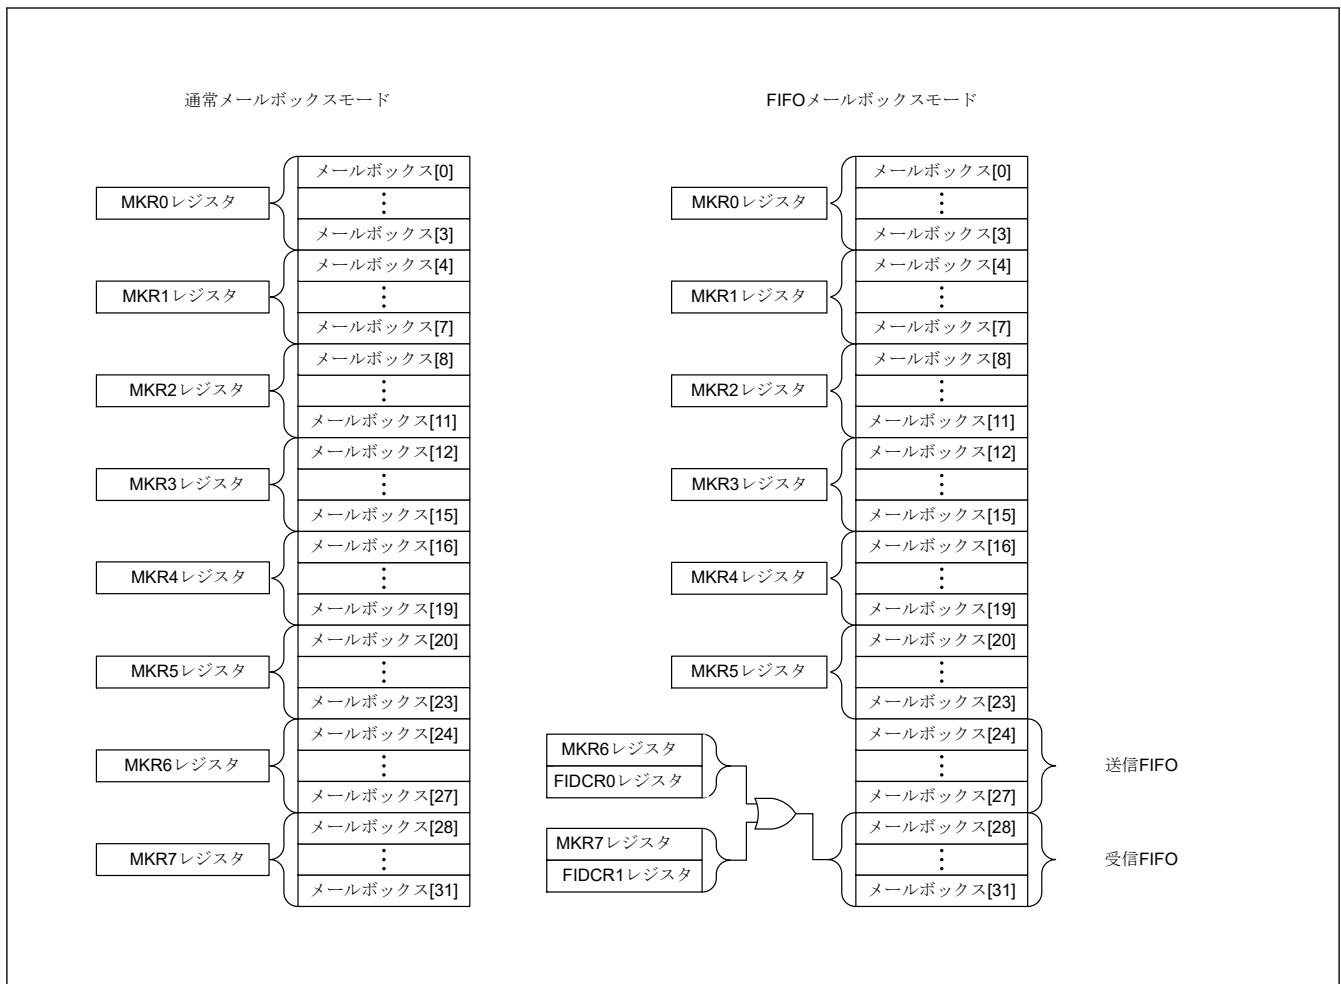 通常メールボックスモード
メールボックス[0]
MKR0レジスタ
メールボックス[3]
メールボックス[4]
MKR1レジスタ
メールボックス[7]
メールボックス[8]
MKR2レジスタ
メールボックス[11]
メールボックス[12]
MKR3レジスタ
メールボックス[15]
メールボックス[16]
MKR4レジスタ
メールボックス[19]
メールボックス[20]
MKR5レジスタ
メールボックス[23]
メールボックス[24]
MKR6レジスタ
メールボックス[27]
メールボックス[28]
MKR7レジスタ
メールボックス[31]
FIFOメールボックスモード
メールボックス[0]
MKR0レジスタ
メールボックス[3]
メールボックス[4]
MKR1レジスタ
メールボックス[7]
メールボックス[8]
MKR2レジスタ
メールボックス[11]
メールボックス[12]
MKR3レジスタ
メールボックス[15]
メールボックス[16]
MKR4レジスタ
メールボックス[19]
メールボックス[20]
MKR5レジスタ
メールボックス[23]
メールボックス[24]
MKR6レジスタ
送信FIFO
FIDCR0レジスタ
メールボックス[27]
メールボックス[28]
MKR7レジスタ
受信FIFO
FIDCR1レジスタ
メールボックス[31]